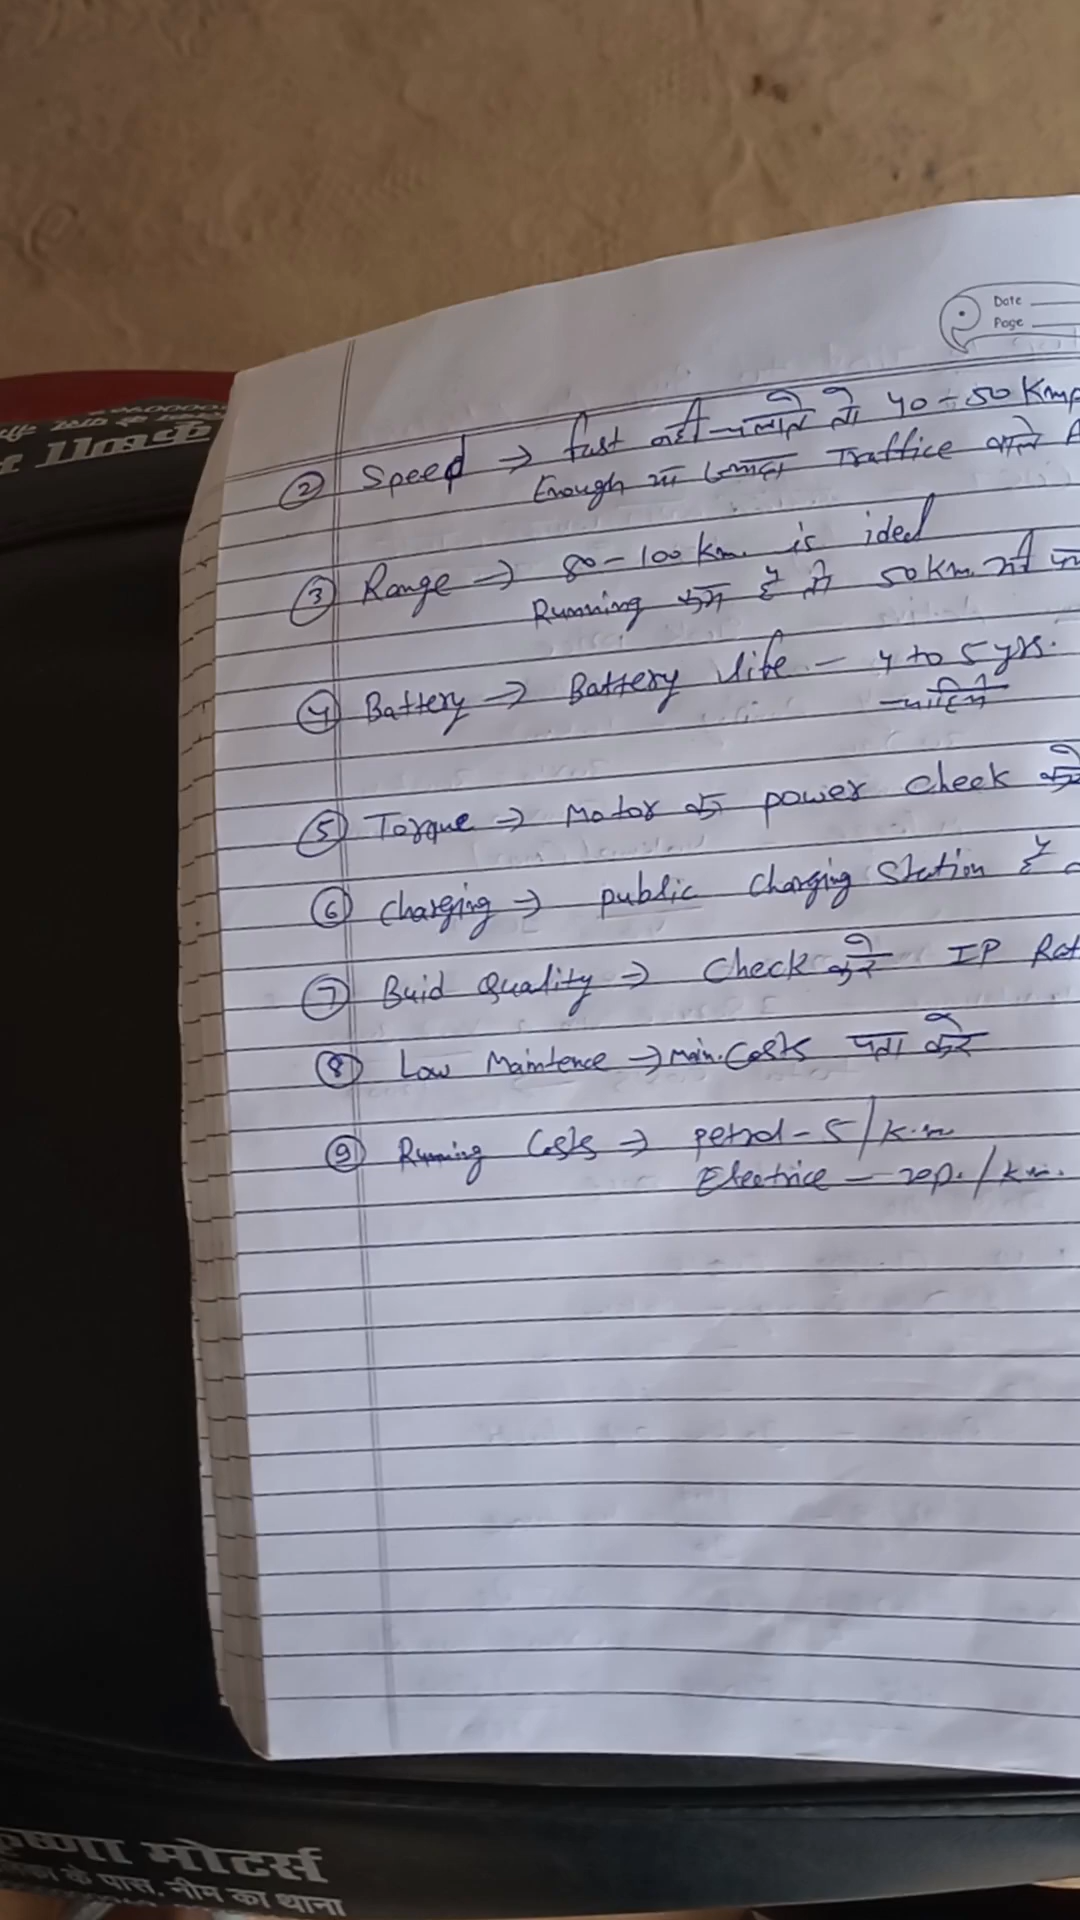 Date
Page
② Speed → fast नहीं चलाने तो 40-50 Kmp
Enough या ज्यादा Traffice वाले
③ Range → 80-100 km. is ideal
Running कम है तो 50 km. भी
④ Battery → Battery life - 4 to 5 yrs.
चाहिये
⑤ Torque → Motor का power check करे
⑥ Charging → public charging Station है
⑦ Buid Quality → Check करे IP Rat
⑧ Low Maintence → Main. Costs पता करे
⑨ Running Costs → petrol - 5/k.m
Electrice - 20p./km.
कृष्णा मोटर्स
के पास, नीम का थाना